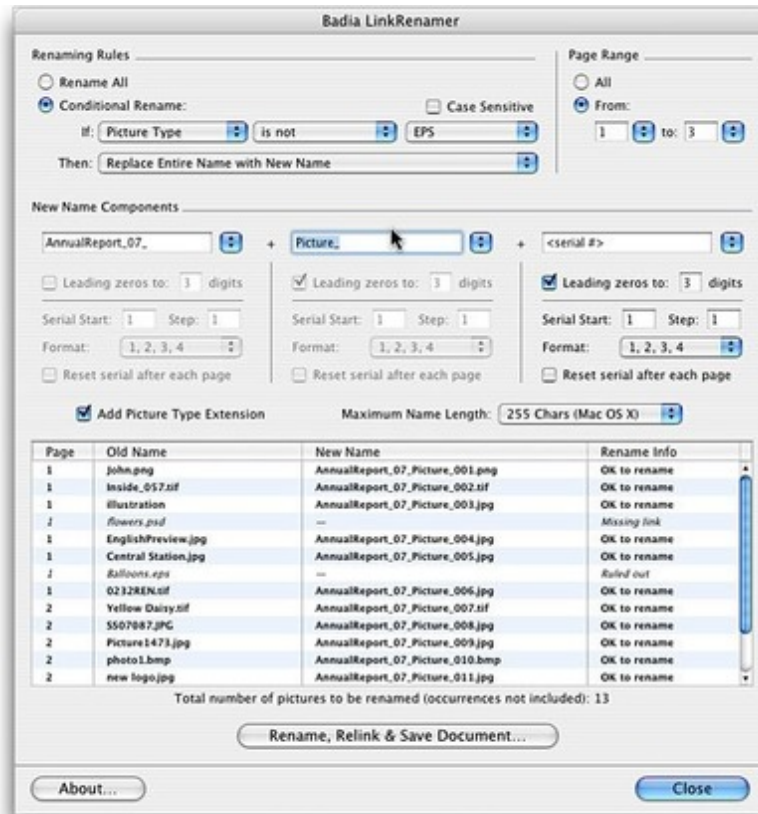 Badia LinkRenamer
Renaming Rules
Page Range
Rename All
All
Conditional Rename:
Case Sensitive
From:
If: Picture Type is not EPS
1 to: 3
Then: Replace Entire Name with New Name
New Name Components
AnnualReport_07_ + Picture_ + <serial #>
Leading zeros to: 3 digits Leading zeros to: 3 digits Leading zeros to: 3 digits
Serial Start: 1 Step: 1 Serial Start: 1 Step: 1 Serial Start: 1 Step: 1
Format: 1, 2, 3, 4 Format: 1, 2, 3, 4 Format: 1, 2, 3, 4
Reset serial after each page Reset serial after each page Reset serial after each page
Add Picture Type Extension Maximum Name Length: 255 Chars (Mac OS X)
Page Old Name New Name Rename Info
1 John.png AnnualReport_07_Picture_001.png OK to rename
1 Inside_057.tif AnnualReport_07_Picture_002.tif OK to rename
1 illustration AnnualReport_07_Picture_003.jpg OK to rename
1 flowers.psd — Missing link
1 EnglishPreview.jpg AnnualReport_07_Picture_004.jpg OK to rename
1 Central Station.jpg AnnualReport_07_Picture_005.jpg OK to rename
1 Balloons.eps — Ruled out
1 0232REN.tif AnnualReport_07_Picture_006.jpg OK to rename
2 Yellow Daisy.tif AnnualReport_07_Picture_007.tif OK to rename
2 SS07087.JPG AnnualReport_07_Picture_008.jpg OK to rename
2 Picture1473.jpg AnnualReport_07_Picture_009.jpg OK to rename
2 photo1.bmp AnnualReport_07_Picture_010.bmp OK to rename
2 new logo.jpg AnnualReport_07_Picture_011.jpg OK to rename
Total number of pictures to be renamed (occurrences not included): 13
Rename, Relink & Save Document...
About...
Close